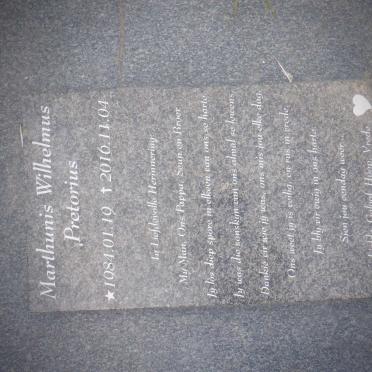 Marthunis Wilhelmus
Pretorius
★1984.01.19 ✝2016.11.04
In Liefdevolle Herinnering
My Man, Ons Pappa, Seun en Broer
Jy los diep spore in elkeen van ons se harte.
Jy was die sonskyn van ons almal se lewens.
Dankie vir wie jy was, ons mis jou elke dag.
Ons weet jy is veilig en rus in vrede.
Jy bly vir ewig in ons harte.
Sien jou eendag weer.